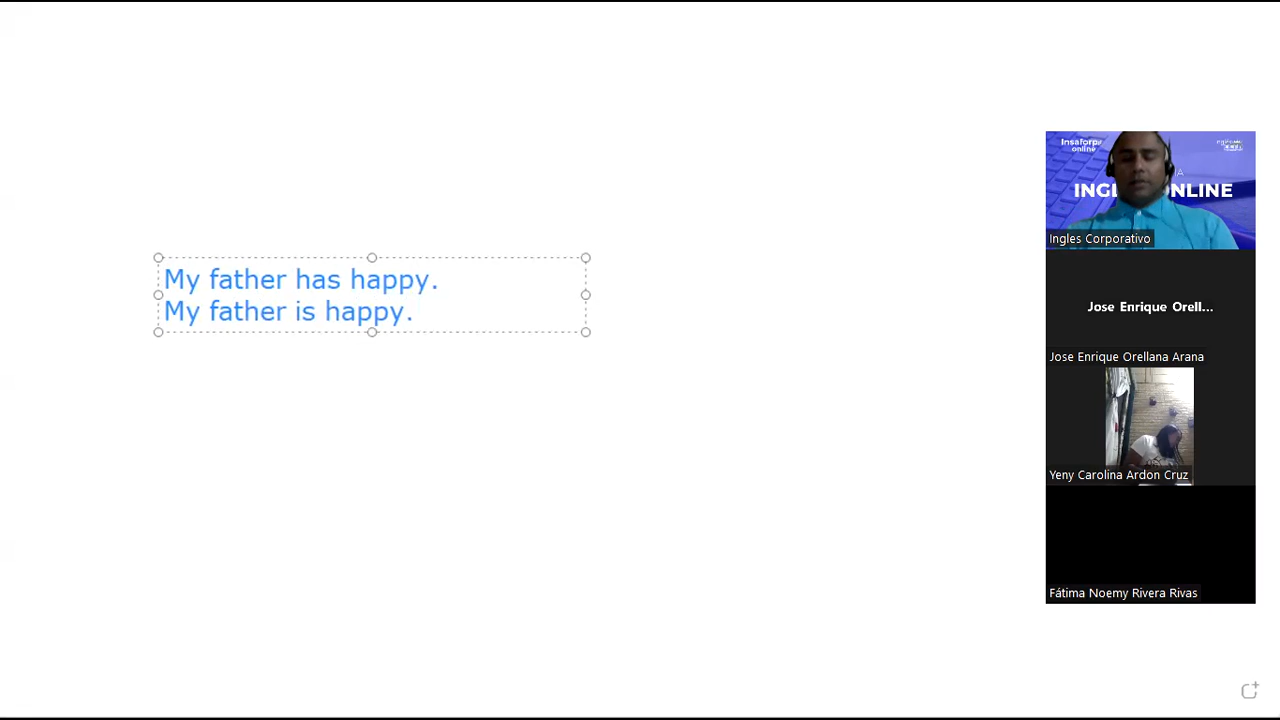 My father has happy.
My father is happy.
Insaforp
online
INGL NLINE
Ingles Corporativo
Jose Enrique Orell...
Jose Enrique Orellana Arana
Yeny Carolina Ardon Cruz
Fátima Noemy Rivera Rivas